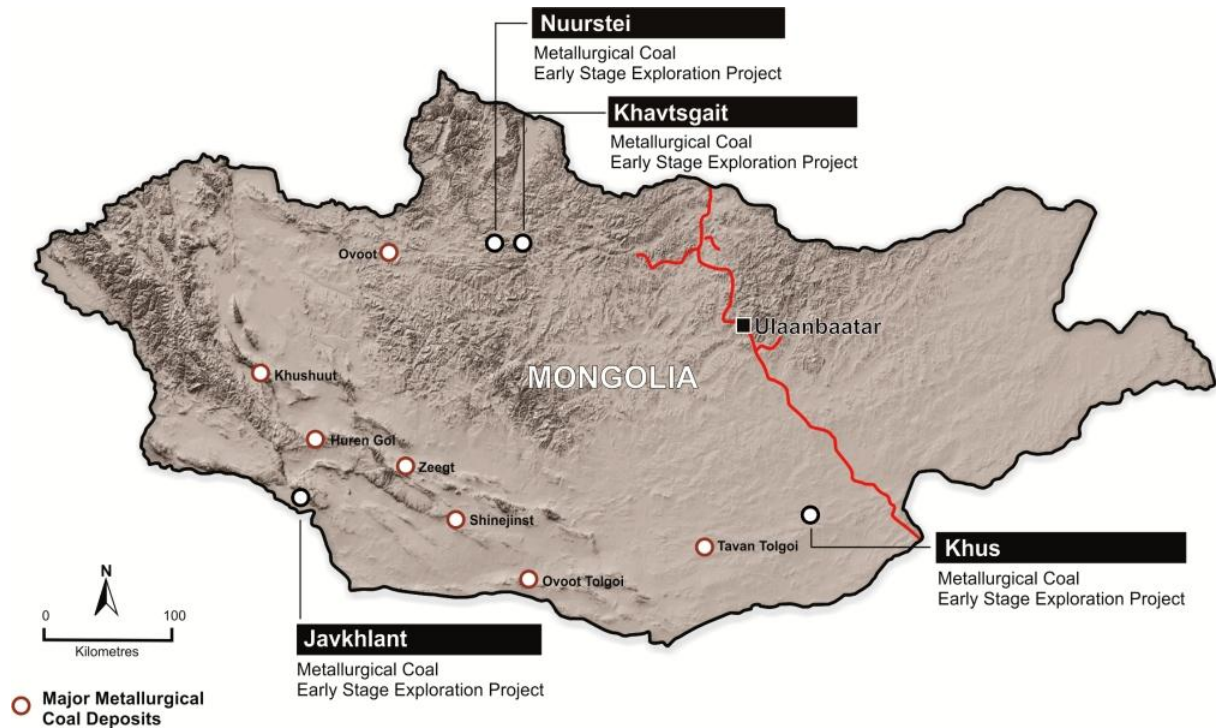 Nuurstei
Metallurgical Coal
Early Stage Exploration Project
Khavtsgait
Metallurgical Coal
Early Stage Exploration Project
Ovoot
Ulaanbaatar
MONGOLIA
Khushuut
Huren Gol
Zeegt
Shinejinst
Tavan Tolgoi
Ovoot Tolgoi
Khus
Metallurgical Coal
Early Stage Exploration Project
Javkhlant
Metallurgical Coal
Early Stage Exploration Project
N
0 100
Kilometres
Major Metallurgical
Coal Deposits